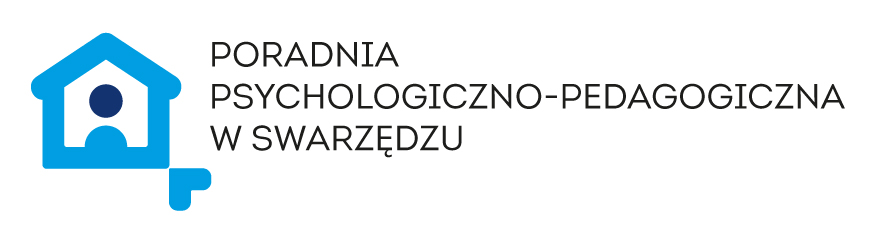 PORADNIA
PSYCHOLOGICZNO-PEDAGOGICZNA
W SWARZĘDZU